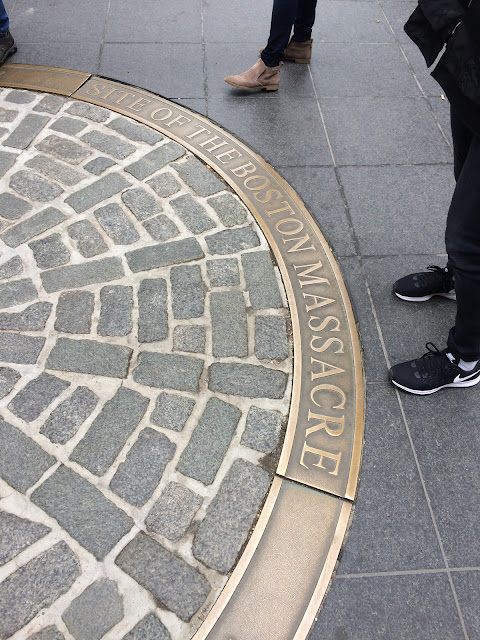 SITE OF THE BOSTON MASSACRE